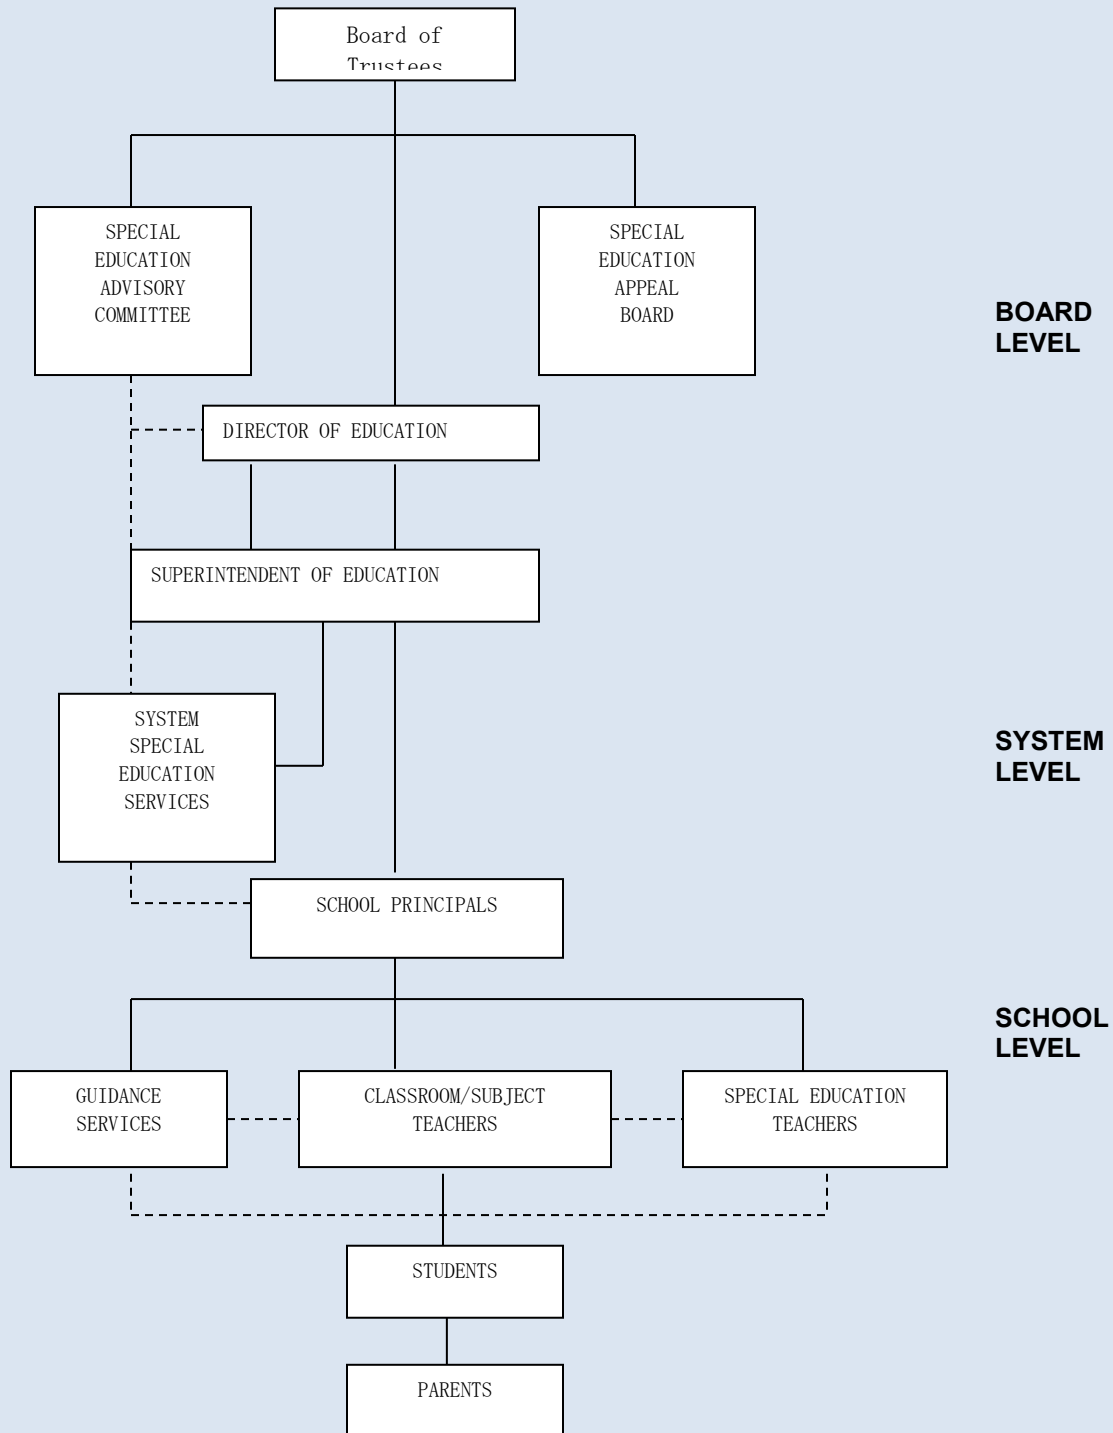 Board of
Trustees
SPECIAL
EDUCATION
ADVISORY
COMMITTEE
SPECIAL
EDUCATION
APPEAL
BOARD
BOARD
LEVEL
DIRECTOR OF EDUCATION
SUPERINTENDENT OF EDUCATION
SYSTEM
SPECIAL
EDUCATION
SERVICES
SYSTEM
LEVEL
SCHOOL PRINCIPALS
SCHOOL
LEVEL
GUIDANCE
SERVICES
CLASSROOM/SUBJECT
TEACHERS
SPECIAL EDUCATION
TEACHERS
STUDENTS
PARENTS